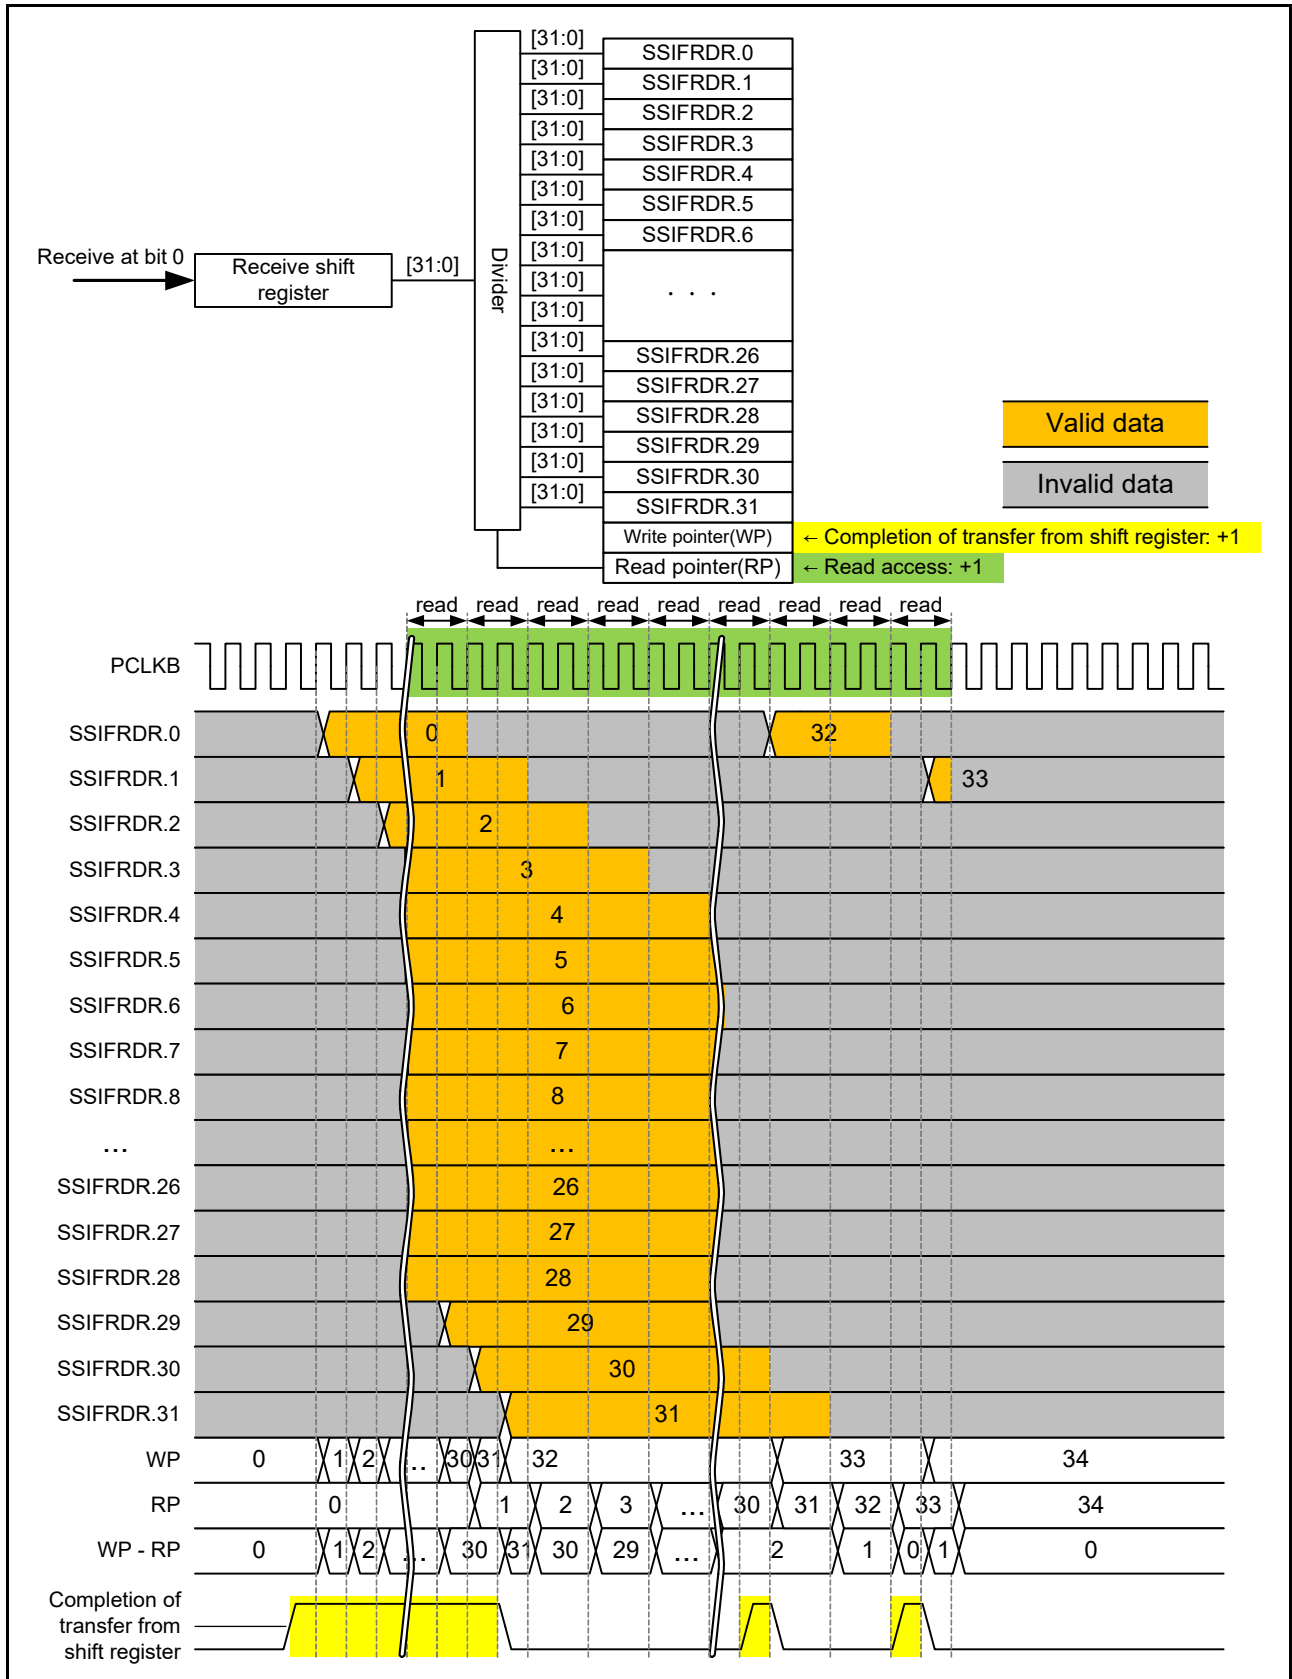 [31:0]
SSIFRDR.0
[31:0]
SSIFRDR.1
[31:0]
SSIFRDR.2
[31:0]
SSIFRDR.3
[31:0]
SSIFRDR.4
[31:0]
SSIFRDR.5
[31:0]
SSIFRDR.6
[31:0]
[31:0]
. . .
[31:0]
[31:0]
SSIFRDR.26
[31:0]
SSIFRDR.27
[31:0]
SSIFRDR.28
[31:0]
SSIFRDR.29
[31:0]
SSIFRDR.30
[31:0]
SSIFRDR.31
Receive at bit 0
Receive shift
register
[31:0]
Divider
Write pointer(WP)
← Completion of transfer from shift register: +1
Read pointer(RP)
← Read access: +1
Valid data
Invalid data
read read read read read read read read read
PCLKB
SSIFRDR.0 0 32
SSIFRDR.1 1 33
SSIFRDR.2 2
SSIFRDR.3 3
SSIFRDR.4 4
SSIFRDR.5 5
SSIFRDR.6 6
SSIFRDR.7 7
SSIFRDR.8 8
... ...
SSIFRDR.26 26
SSIFRDR.27 27
SSIFRDR.28 28
SSIFRDR.29 29
SSIFRDR.30 30
SSIFRDR.31 31
WP 0 1 2 ... 30 31 32 33 34
RP 0 1 2 3 ... 30 31 32 33 34
WP - RP 0 1 2 ... 30 31 30 29 ... 2 1 0 1 0
Completion of
transfer from
shift register